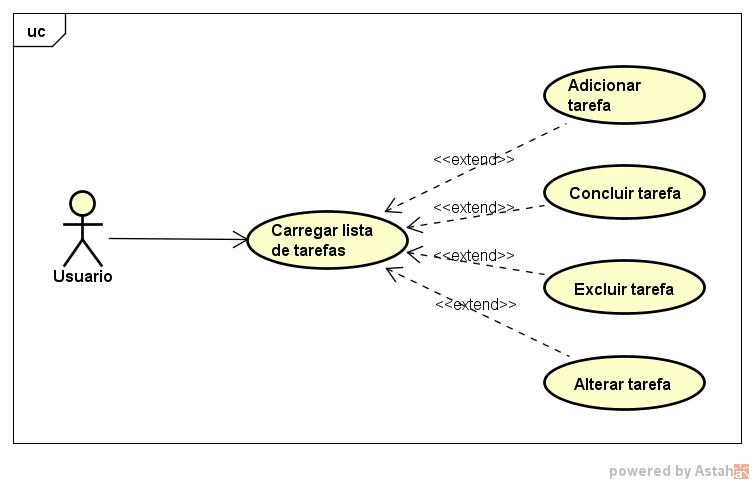 uc
Adicionar
tarefa
<<extend>>
Concluir tarefa
<<extend>>
Carregar lista
de tarefas
<<extend>>
Usuario
Excluir tarefa
<<extend>>
Alterar tarefa
powered by Astah